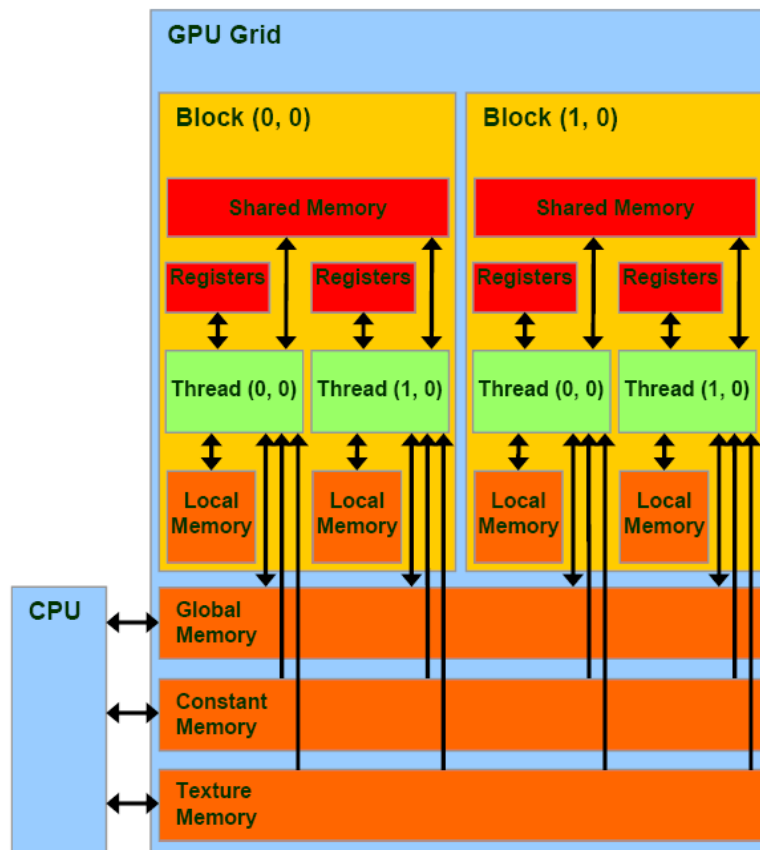 GPU Grid
Block (0, 0)
Block (1, 0)
Shared Memory
Shared Memory
Registers
Registers
Registers
Registers
Thread (0, 0)
Thread (1, 0)
Thread (0, 0)
Thread (1, 0)
Local
Memory
Local
Memory
Local
Memory
Local
Memory
CPU
Global
Memory
Constant
Memory
Texture
Memory